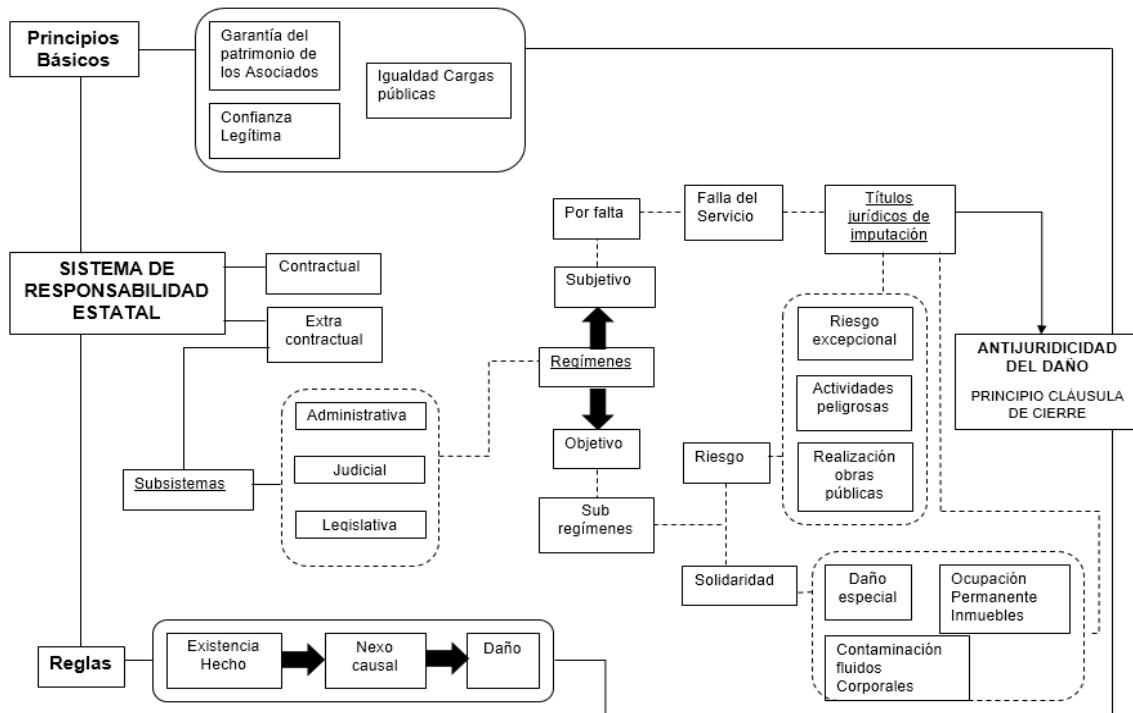 Principios
Básicos
Garantía del
patrimonio de
los Asociados
Igualdad Cargas
públicas
Confianza
Legítima
Por falta
Falla del
Servicio
Títulos
jurídicos de
imputación
SISTEMA DE
RESPONSABILIDAD
ESTATAL
Contractual
Extra
contractual
Subjetivo
Regímenes
Objetivo
Sub
regímenes
Subsistemas
Administrativa
Judicial
Legislativa
Riesgo
Riesgo
excepcional
Actividades
peligrosas
Realización
obras
públicas
ANTIJURIDICIDAD
DEL DAÑO
PRINCIPIO CLÁUSULA
DE CIERRE
Solidaridad
Daño
especial
Ocupación
Permanente
Inmuebles
Contaminación
fluidos
Corporales
Reglas
Existencia
Hecho
Nexo
causal
Daño